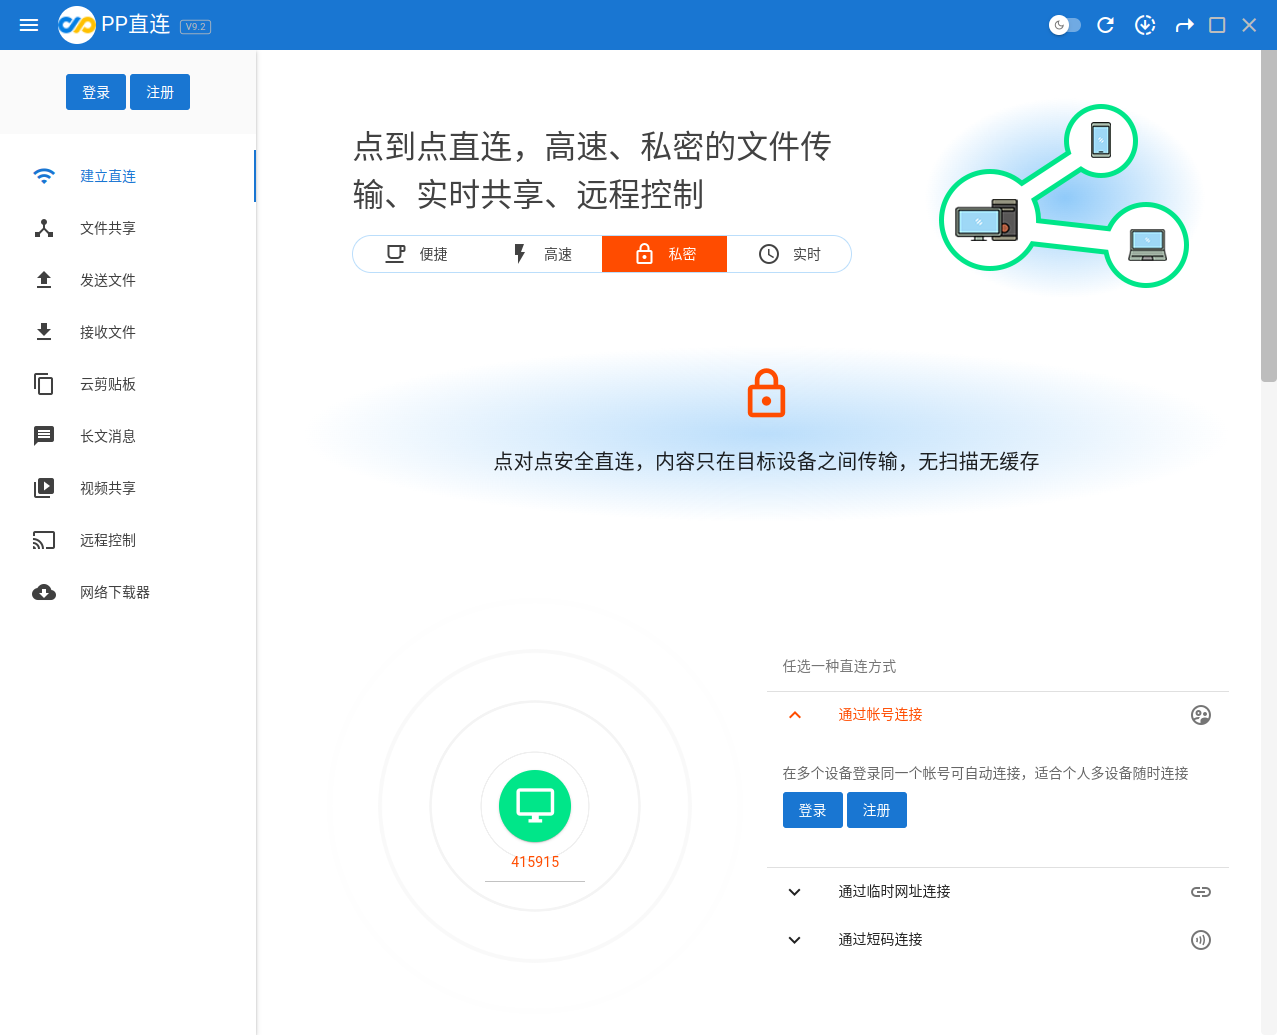 PP直连 V9.2
登录 注册
建立直连
文件共享
发送文件
接收文件
云剪贴板
长文消息
视频共享
远程控制
网络下载器
点到点直连，高速、私密的文件传
输、实时共享、远程控制
便捷 高速 私密 实时
点对点安全直连，内容只在目标设备之间传输，无扫描无缓存
415915
任选一种直连方式
通过帐号连接
在多个设备登录同一个帐号可自动连接，适合个人多设备随时连接
登录 注册
通过临时网址连接
通过短码连接